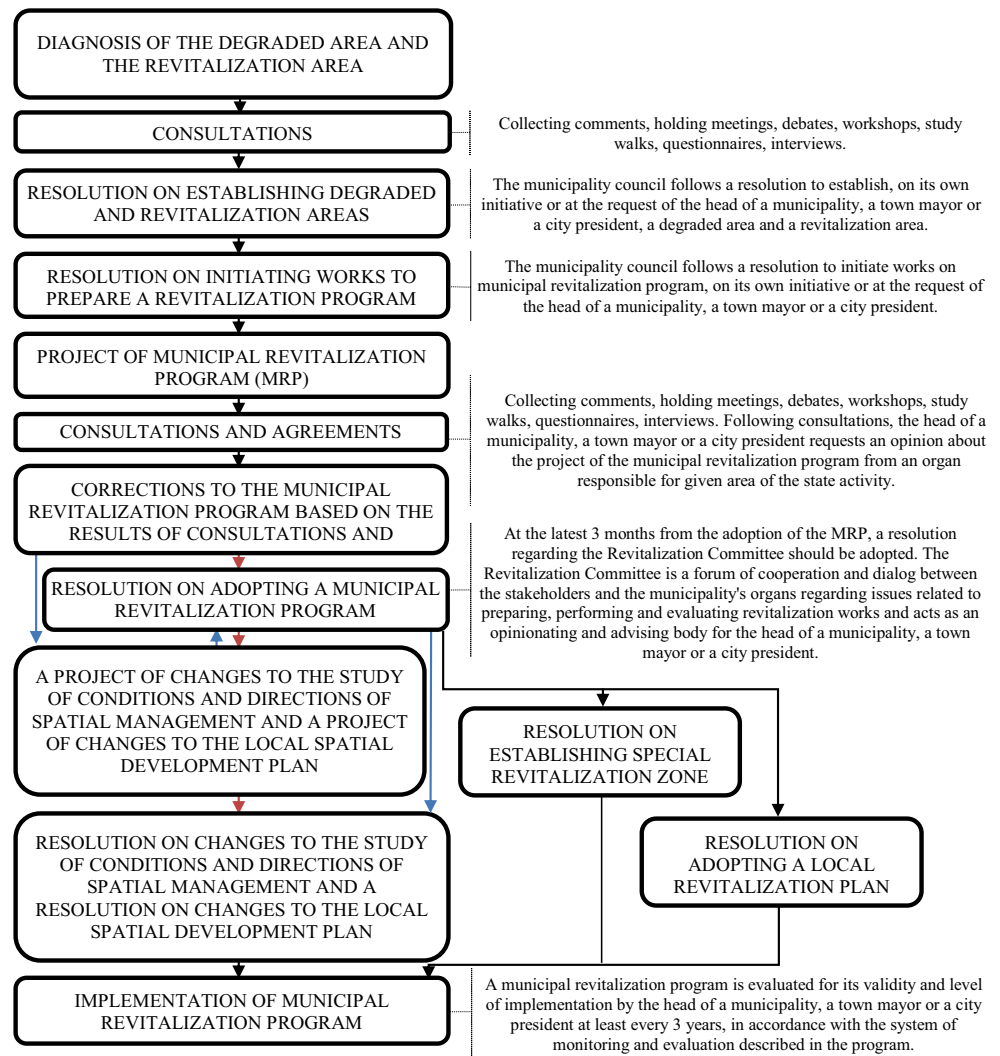 DIAGNOSIS OF THE DEGRADED AREA AND
THE REVITALIZATION AREA
CONSULTATIONS
Collecting comments, holding meetings, debates, workshops, study
walks, questionnaires, interviews.
RESOLUTION ON ESTABLISHING DEGRADED
AND REVITALIZATION AREAS
The municipality council follows a resolution to establish, on its own
initiative or at the request of the head of a municipality, a town mayor or
a city president, a degraded area and a revitalization area.
RESOLUTION ON INITIATING WORKS TO
PREPARE A REVITALIZATION PROGRAM
The municipality council follows a resolution to initiate works on
municipal revitalization program, on its own initiative or at the request of
the head of a municipality, a town mayor or a city president.
PROJECT OF MUNICIPAL REVITALIZATION
PROGRAM (MRP)
CONSULTATIONS AND AGREEMENTS
Collecting comments, holding meetings, debates, workshops, study
walks, questionnaires, interviews. Following consultations, the head of a
municipality, a town mayor or a city president requests an opinion about
the project of the municipal revitalization program from an organ
responsible for given area of the state activity.
CORRECTIONS TO THE MUNICIPAL
REVITALIZATION PROGRAM BASED ON THE
RESULTS OF CONSULTATIONS AND
At the latest 3 months from the adoption of the MRP, a resolution
regarding the Revitalization Committee should be adopted. The
Revitalization Committee is a forum of cooperation and dialog between
the stakeholders and the municipality's organs regarding issues related to
preparing, performing and evaluating revitalization works and acts as an
opinionating and advising body for the head of a municipality, a town
mayor or a city president.
RESOLUTION ON ADOPTING A MUNICIPAL
REVITALIZATION PROGRAM
A PROJECT OF CHANGES TO THE STUDY
OF CONDITIONS AND DIRECTIONS OF
SPATIAL MANAGEMENT AND A PROJECT
OF CHANGES TO THE LOCAL SPATIAL
DEVELOPMENT PLAN
RESOLUTION ON
ESTABLISHING SPECIAL
REVITALIZATION ZONE
RESOLUTION ON CHANGES TO THE STUDY
OF CONDITIONS AND DIRECTIONS OF
SPATIAL MANAGEMENT AND A
RESOLUTION ON CHANGES TO THE LOCAL
SPATIAL DEVELOPMENT PLAN
RESOLUTION ON
ADOPTING A LOCAL
REVITALIZATION PLAN
IMPLEMENTATION OF MUNICIPAL
REVITALIZATION PROGRAM
A municipal revitalization program is evaluated for its validity and level
of implementation by the head of a municipality, a town mayor or a city
president at least every 3 years, in accordance with the system of
monitoring and evaluation described in the program.